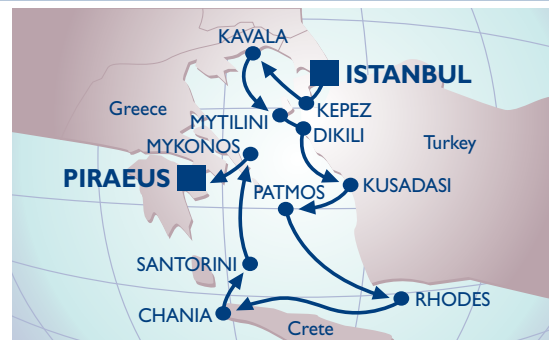 KAVALA
ISTANBUL
Greece
KEPEZ
MYTILINI
DIKILI
MYKONOS
Turkey
PIRAEUS
PATMOS
KUSADASI
SANTORINI
RHODES
CHANIA
Crete